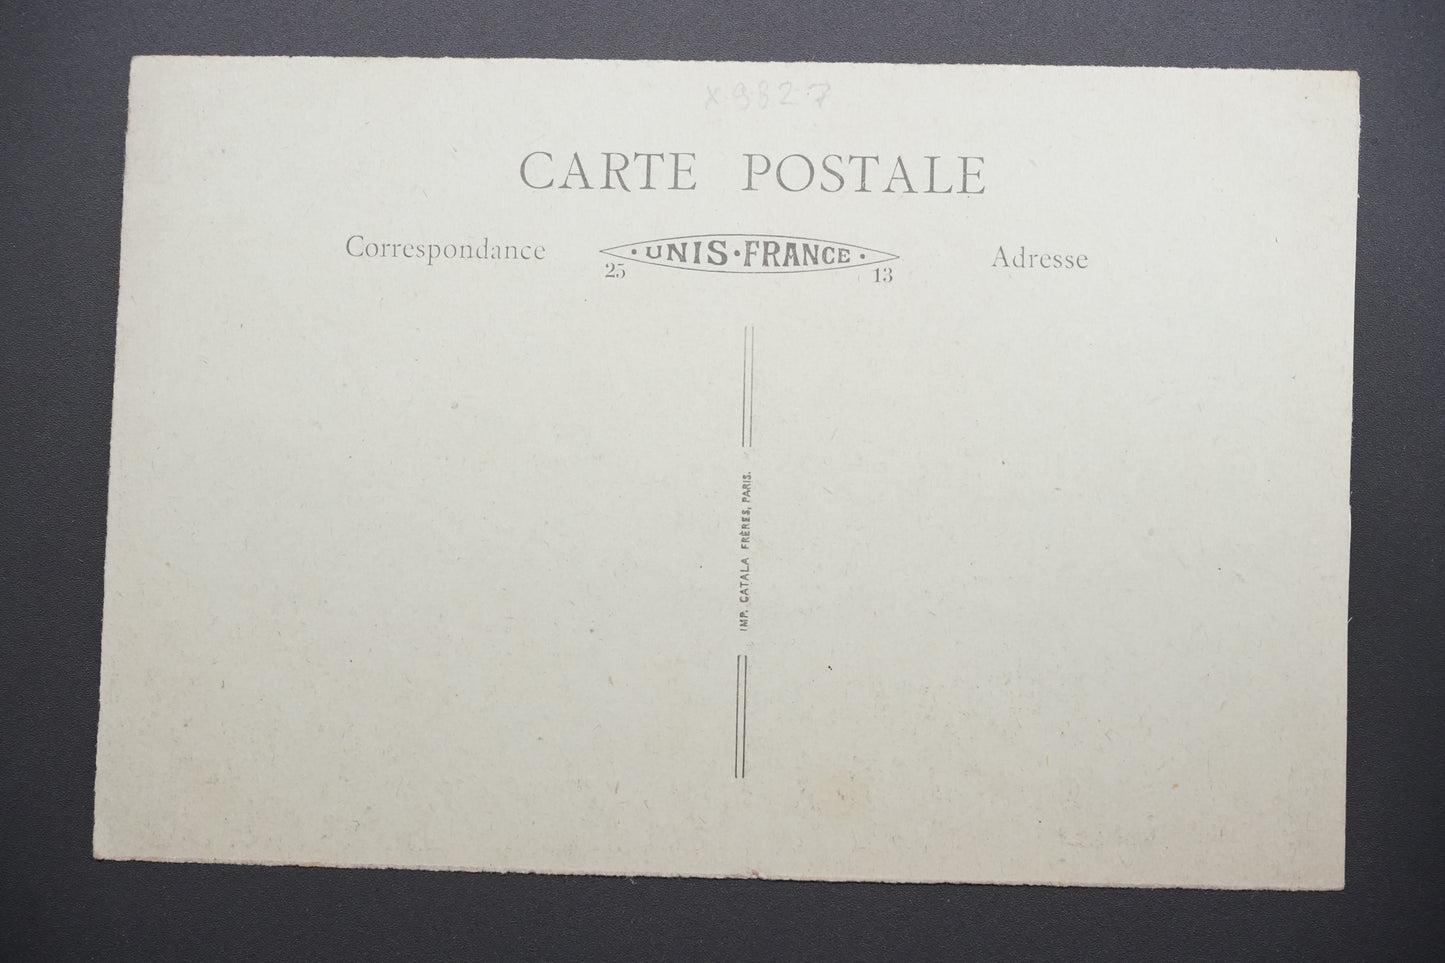 X 9827
CARTE POSTALE
Correspondance
· UNIS · FRANCE ·
25 13
Adresse
IMP. CATALA FRÈRES, PARIS.